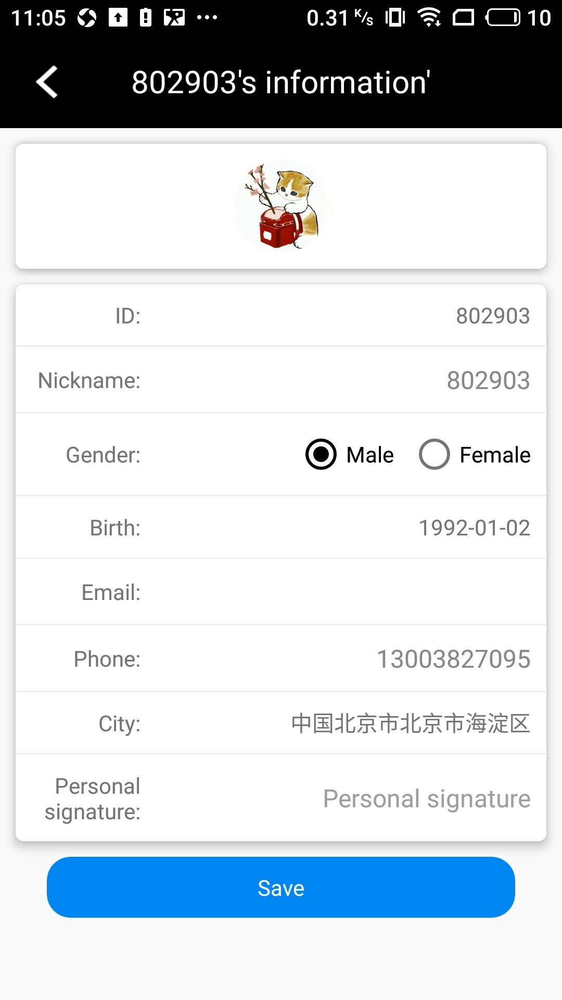 11:05 ... 0.31 K/s 10
802903's information'
ID: 802903
Nickname: 802903
Gender: Male Female
Birth: 1992-01-02
Email:
Phone: 13003827095
City: 中国北京市北京市海淀区
Personal
signature:
Personal signature
Save